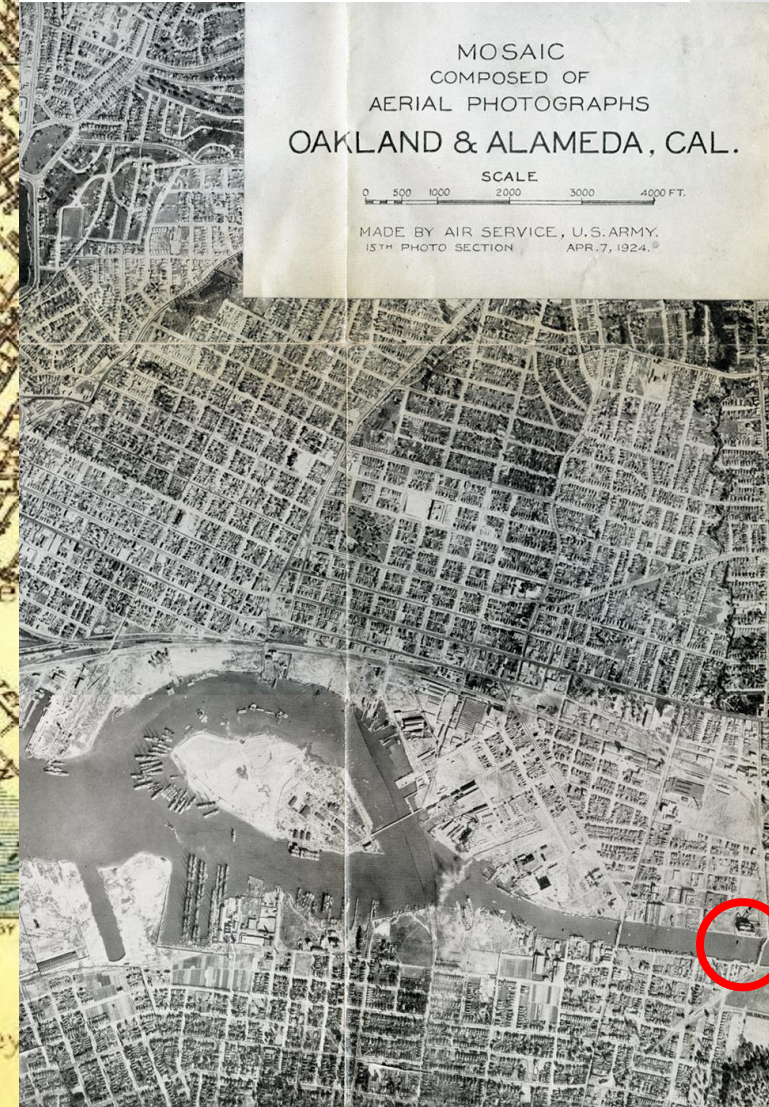 MOSAIC
COMPOSED OF
AERIAL PHOTOGRAPHS
OAKLAND & ALAMEDA, CAL.
SCALE
0 500 1000 2000 3000 4000 FT.
MADE BY AIR SERVICE, U.S. ARMY.
15TH PHOTO SECTION APR. 7, 1924.